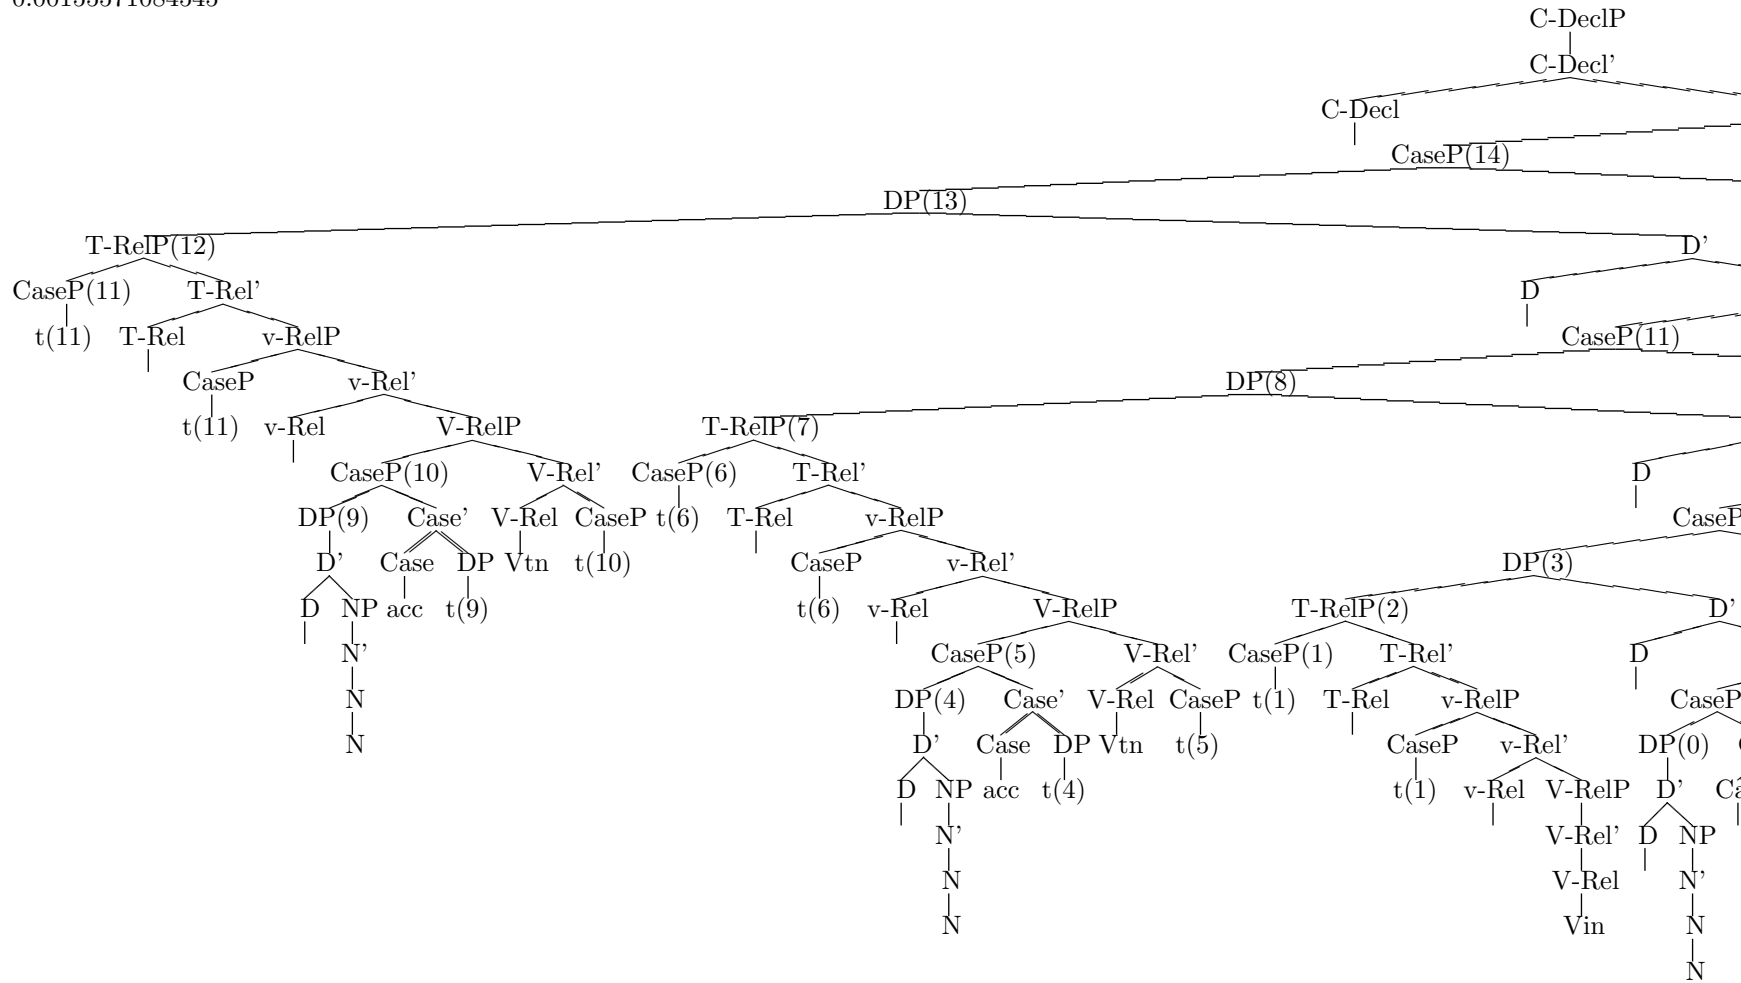 C-DeclP
C-Decl'
C-Decl
CaseP(14)
DP(13)
T-RelP(12) D'
CaseP(11) T-Rel' D
t(11) T-Rel v-RelP CaseP(11)
CaseP v-Rel' DP(8)
t(11) v-Rel V-RelP T-RelP(7)
CaseP(10) V-Rel' CaseP(6) T-Rel' D
DP(9) Case' V-Rel CaseP t(6) T-Rel v-RelP CaseP
D' Case DP Vtn t(10) CaseP v-Rel' DP(3)
D NP acc t(9) t(6) v-Rel V-RelP T-RelP(2) D'
N' CaseP(5) V-Rel' CaseP(1) T-Rel' D
N DP(4) Case' V-Rel CaseP t(1) T-Rel v-RelP CaseP
N D' Case DP Vtn t(5) CaseP v-Rel' DP(0)
D NP acc t(4) t(1) v-Rel V-RelP D'
N' V-Rel' D NP
N V-Rel N'
N Vin N
N